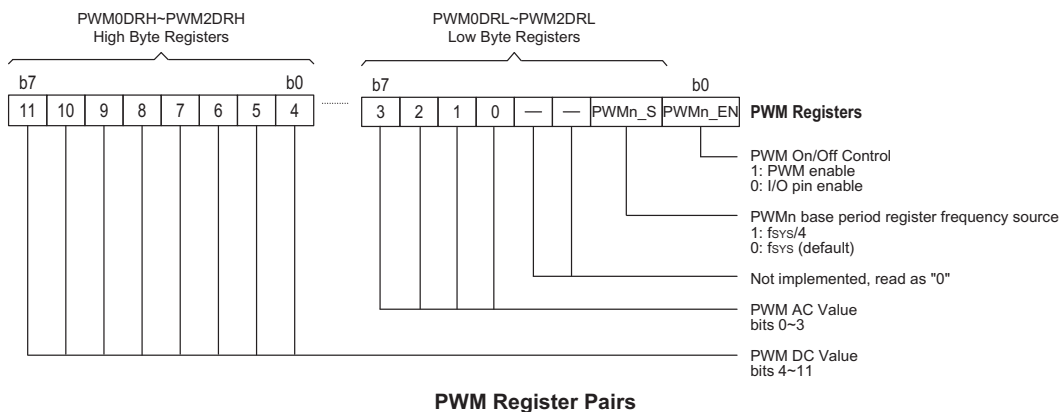 PWM0DRH~PWM2DRH
High Byte Registers
PWM0DRL~PWM2DRL
Low Byte Registers
b7 b0 b7 b0
11 10 9 8 7 6 5 4 3 2 1 0 — — PWMn_S PWMn_EN PWM Registers
PWM On/Off Control
1: PWM enable
0: I/O pin enable
PWMn base period register frequency source
1: fSYS/4
0: fSYS (default)
Not implemented, read as "0"
PWM AC Value
bits 0~3
PWM DC Value
bits 4~11
PWM Register Pairs